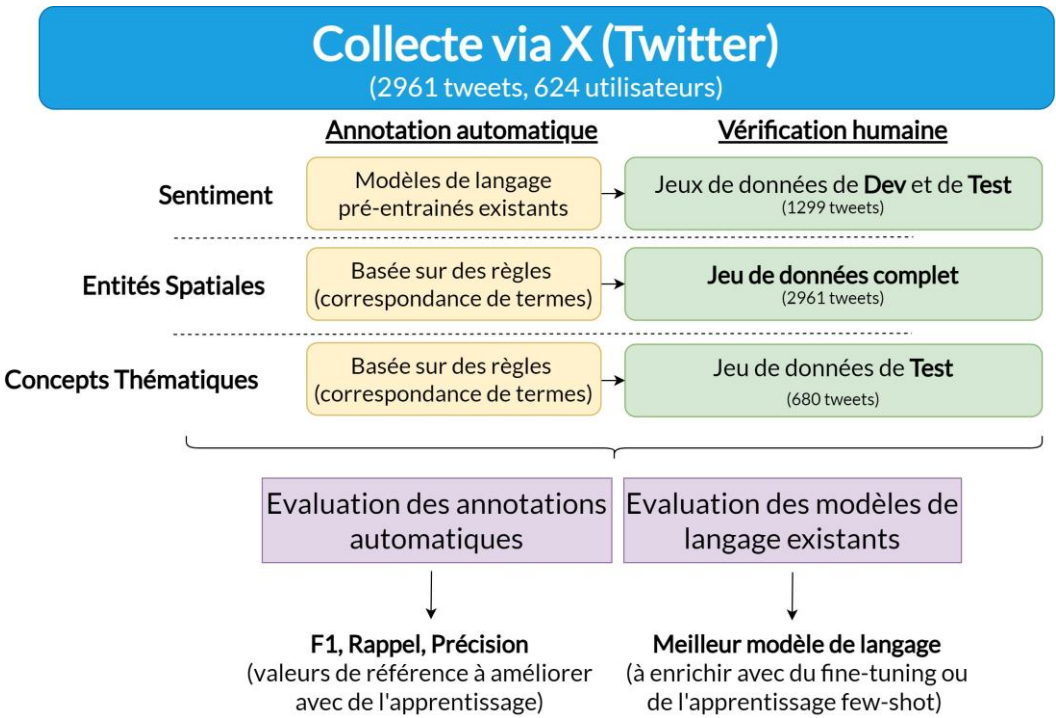 Collecte via X (Twitter)
(2961 tweets, 624 utilisateurs)
Annotation automatique
Vérification humaine
Sentiment
Modèles de langage
pré-entrainés existants
Jeux de données de Dev et de Test
(1299 tweets)
Entités Spatiales
Basée sur des règles
(correspondance de termes)
Jeu de données complet
(2961 tweets)
Concepts Thématiques
Basée sur des règles
(correspondance de termes)
Jeu de données de Test
(680 tweets)
Evaluation des annotations
automatiques
Evaluation des modèles de
langage existants
F1, Rappel, Précision
(valeurs de référence à améliorer
avec de l'apprentissage)
Meilleur modèle de langage
(à enrichir avec du fine-tuning ou
de l'apprentissage few-shot)